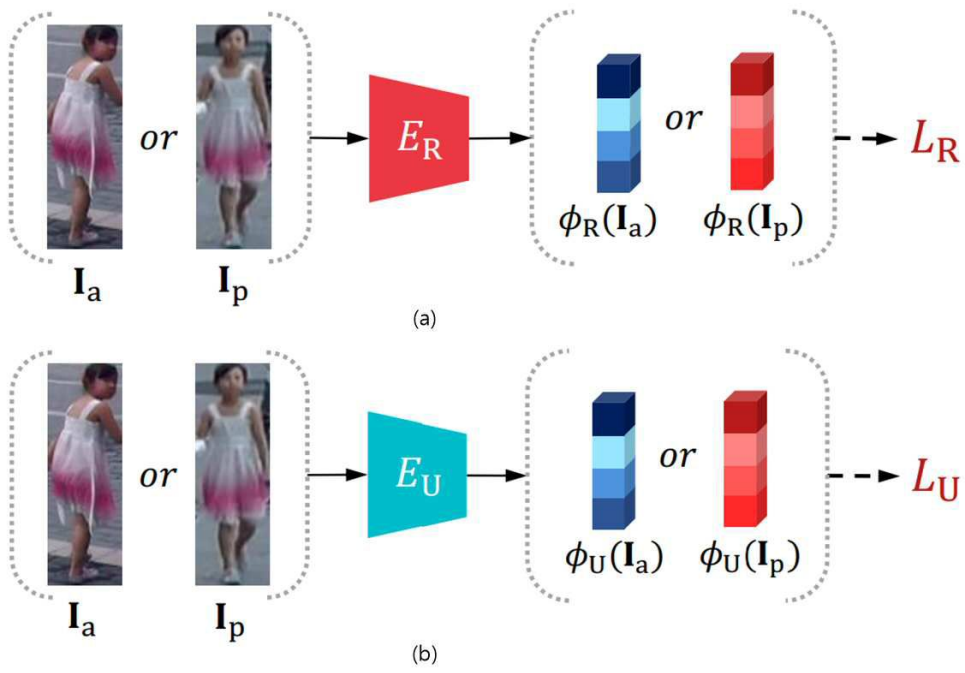 or
E_R
or
L_R
ϕ_R(I_a)
ϕ_R(I_p)
I_a
I_p
(a)
or
E_U
or
L_U
ϕ_U(I_a)
ϕ_U(I_p)
I_a
I_p
(b)